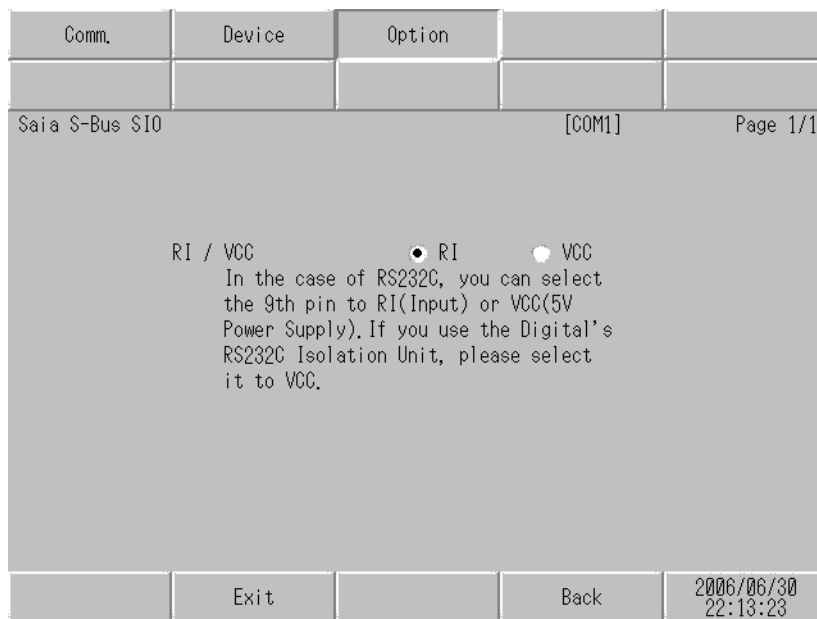 Comm. Device Option
Saia S-Bus SIO [COM1] Page 1/1
RI / VCC RI VCC
In the case of RS232C, you can select
the 9th pin to RI(Input) or VCC(5V
Power Supply).If you use the Digital's
RS232C Isolation Unit, please select
it to VCC.
Exit Back 2006/06/30
22:13:23